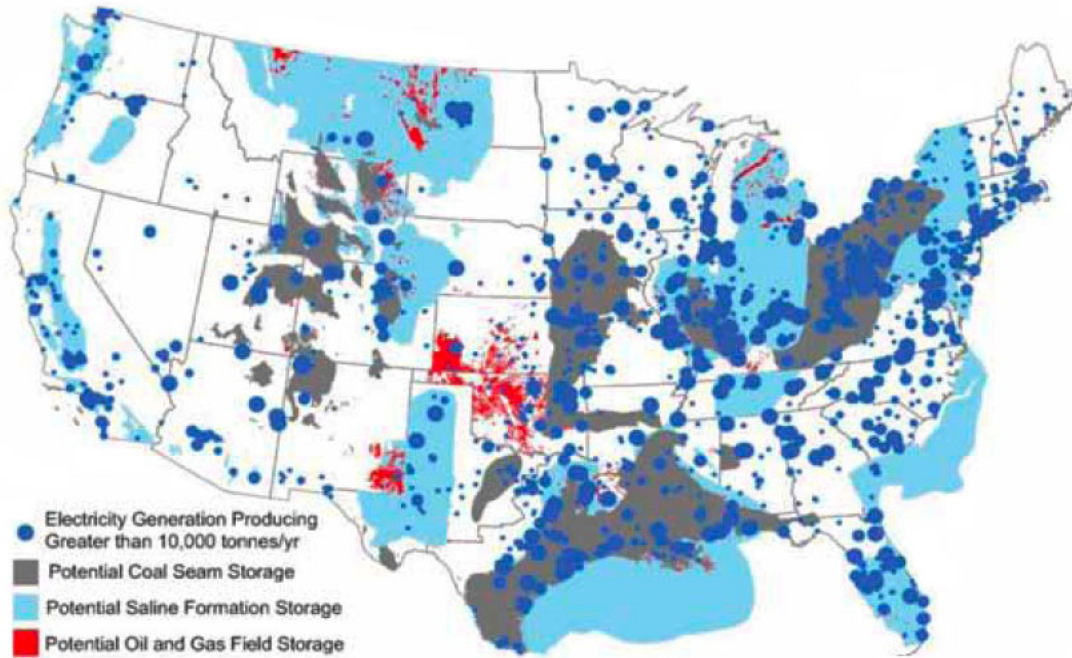 Electricity Generation Producing
Greater than 10,000 tonnes/yr
Potential Coal Seam Storage
Potential Saline Formation Storage
Potential Oil and Gas Field Storage